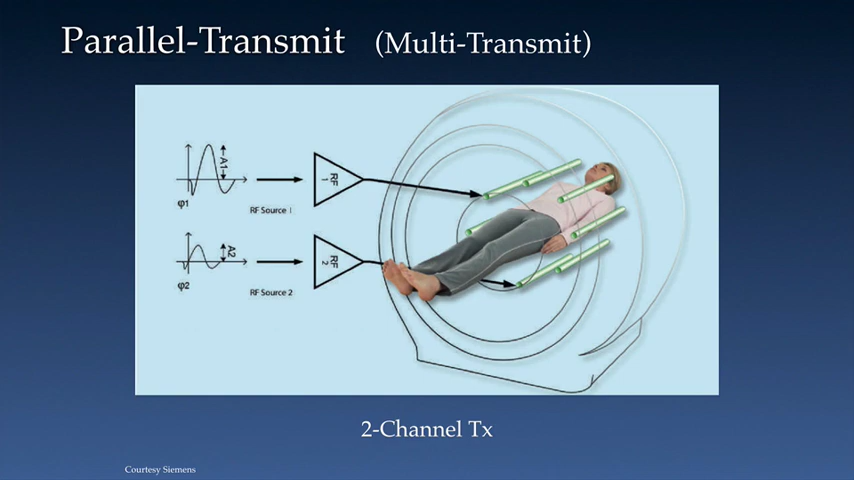 Parallel-Transmit (Multi-Transmit)
A1
φ1
RF 1
RF Source 1
A2
φ2
RF 2
RF Source 2
2-Channel Tx
Courtesy Siemens